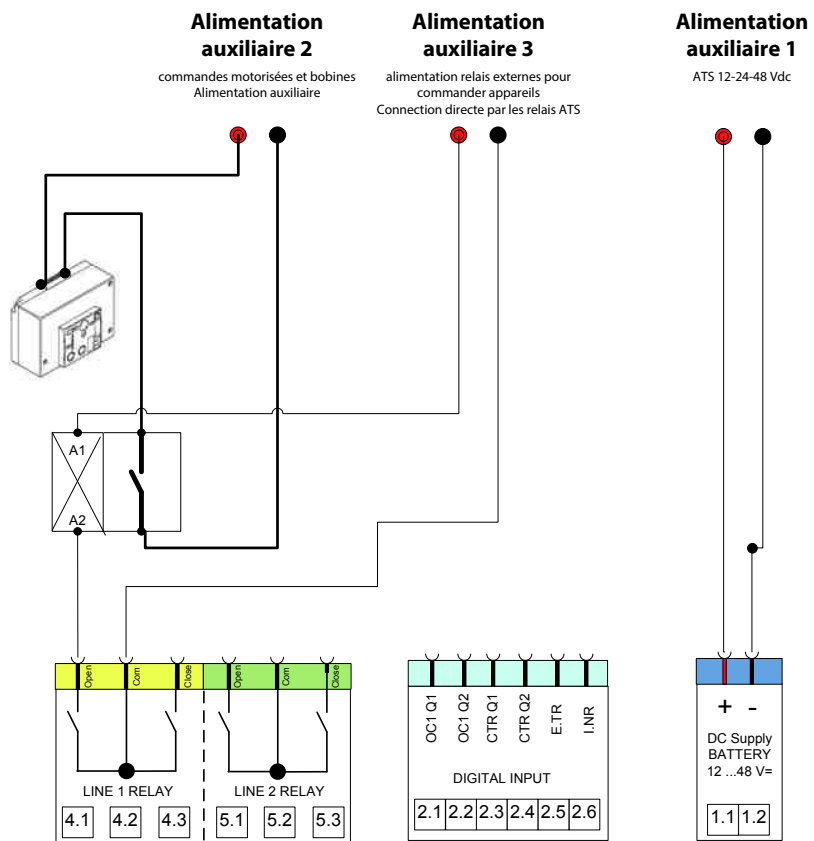 Alimentation
auxiliaire 2
commandes motorisées et bobines
Alimentation auxiliaire
Alimentation
auxiliaire 3
alimentation relais externes pour
commander appareils
Connection directe par les relais ATS
Alimentation
auxiliaire 1
ATS 12-24-48 Vdc
A1
A2
Open
Com
Close
Open
Com
Close
LINE 1 RELAY
LINE 2 RELAY
4.1 4.2 4.3 5.1 5.2 5.3
OC1 Q1
OC1 Q2
CTR Q1
CTR Q2
E.TR
I.NR
DIGITAL INPUT
2.1 2.2 2.3 2.4 2.5 2.6
+ -
DC Supply
BATTERY
12 ...48 V=
1.1 1.2